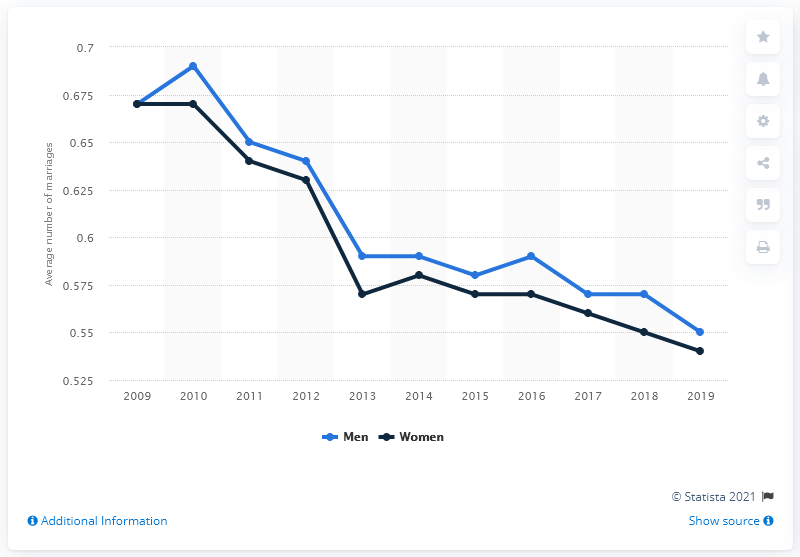 0.7
0.675
0.65
0.625
0.6
0.575
0.55
0.525
Average number of marriages
2009 2010 2011 2012 2013 2014 2015 2016 2017 2018 2019
Men Women
© Statista 2021
Additional Information Show source